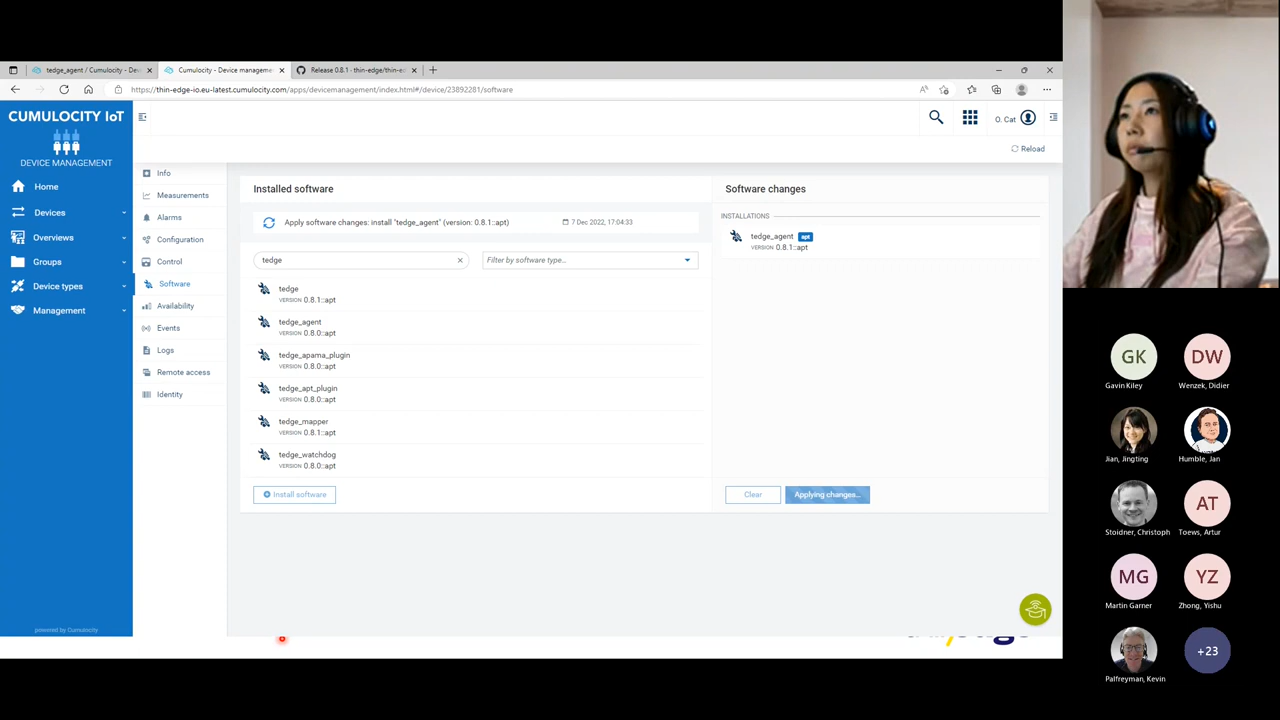 tedge_agent / Cumulocity - Dev
Cumulocity - Device management
Release 0.8.1 · thin-edge/thin-e
https://thin-edge-io.eu-latest.cumulocity.com/apps/devicemanagement/index.html#/device/23892281/software
CUMULOCITY IoT
DEVICE MANAGEMENT
Home
Devices
Overviews
Groups
Device types
Management
powered by Cumulocity
Info
Measurements
Alarms
Configuration
Control
Software
Availability
Events
Logs
Remote access
Identity
O. Cat
Reload
Installed software
Apply software changes: install "tedge_agent" (version: 0.8.1::apt)
7 Dec 2022, 17:04:33
tedge
Filter by software type...
tedge
VERSION 0.8.1::apt
tedge_agent
VERSION 0.8.0::apt
tedge_apama_plugin
VERSION 0.8.0::apt
tedge_apt_plugin
VERSION 0.8.0::apt
tedge_mapper
VERSION 0.8.1::apt
tedge_watchdog
VERSION 0.8.0::apt
Install software
Software changes
INSTALLATIONS
tedge_agent apt
VERSION 0.8.1::apt
Clear
Applying changes...
GK
Gavin Kiley
DW
Wenzek, Didier
Jian, Jingting
Humble, Jan
Stoidner, Christoph
AT
Toews, Artur
MG
Martin Garner
YZ
Zhong, Yishu
Palfreyman, Kevin
+23